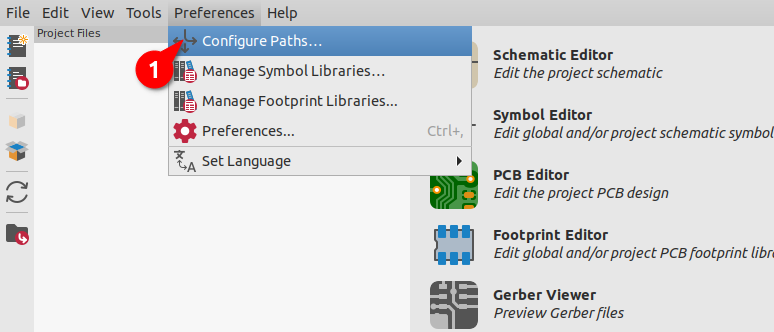 File Edit View Tools Preferences Help
Project Files
1
Configure Paths...
Manage Symbol Libraries...
Manage Footprint Libraries...
Preferences... Ctrl+,
Set Language
Schematic Editor
Edit the project schematic
Symbol Editor
Edit global and/or project schematic symbol
PCB Editor
Edit the project PCB design
Footprint Editor
Edit global and/or project PCB footprint libra
Gerber Viewer
Preview Gerber files